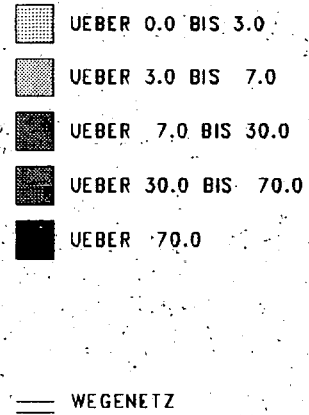 UEBER 0.0 BIS 3.0
UEBER 3.0 BIS 7.0
UEBER 7.0 BIS 30.0
UEBER 30.0 BIS 70.0
UEBER 70.0
WEGENETZ